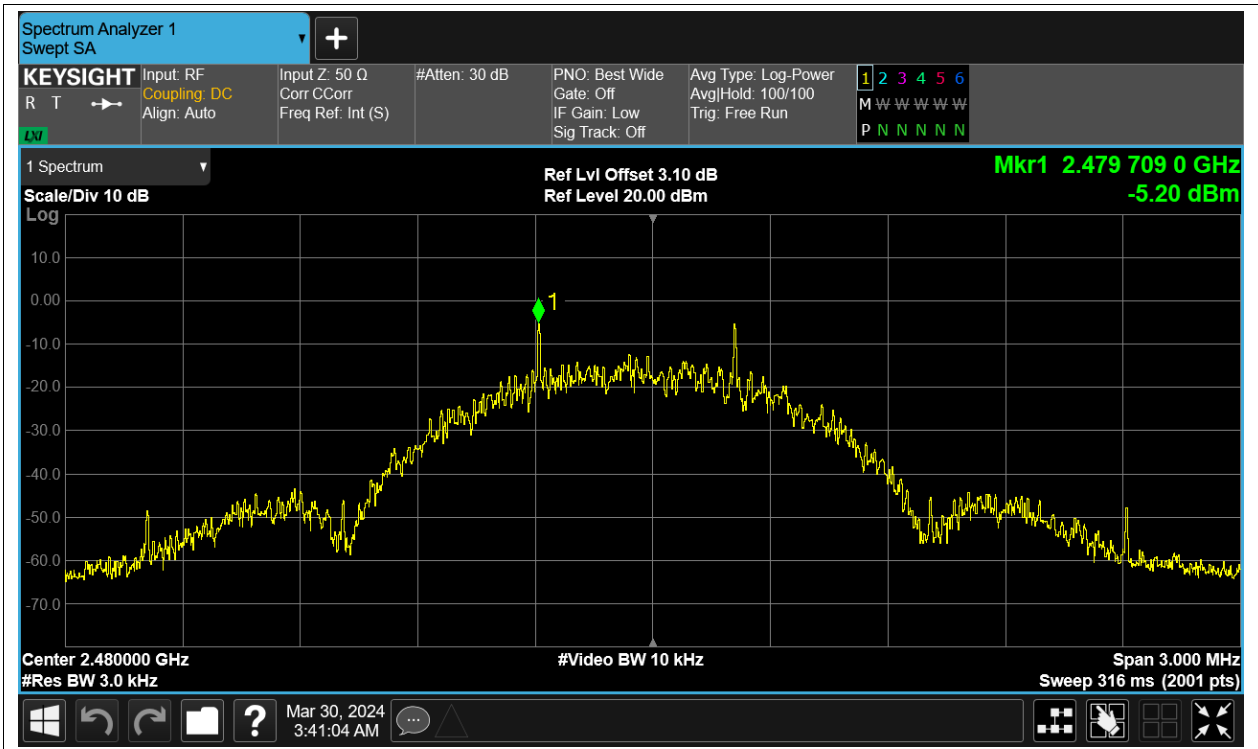 Spectrum Analyzer 1
Swept SA
+
KEYSIGHT
R T
LXI
Input: RF
Coupling: DC
Align: Auto
Input Z: 50 Ω
Corr CCorr
Freq Ref: Int (S)
#Atten: 30 dB
PNO: Best Wide
Gate: Off
IF Gain: Low
Sig Track: Off
Avg Type: Log-Power
Avg|Hold: 100/100
Trig: Free Run
1 2 3 4 5 6
M W W W W W
P N N N N N
1 Spectrum
Scale/Div 10 dB
Log
Ref Lvl Offset 3.10 dB
Ref Level 20.00 dBm
Mkr1 2.479 709 0 GHz
-5.20 dBm
1
10.0
0.00
-10.0
-20.0
-30.0
-40.0
-50.0
-60.0
-70.0
Center 2.480000 GHz
#Res BW 3.0 kHz
#Video BW 10 kHz
Span 3.000 MHz
Sweep 316 ms (2001 pts)
?
Mar 30, 2024
3:41:04 AM